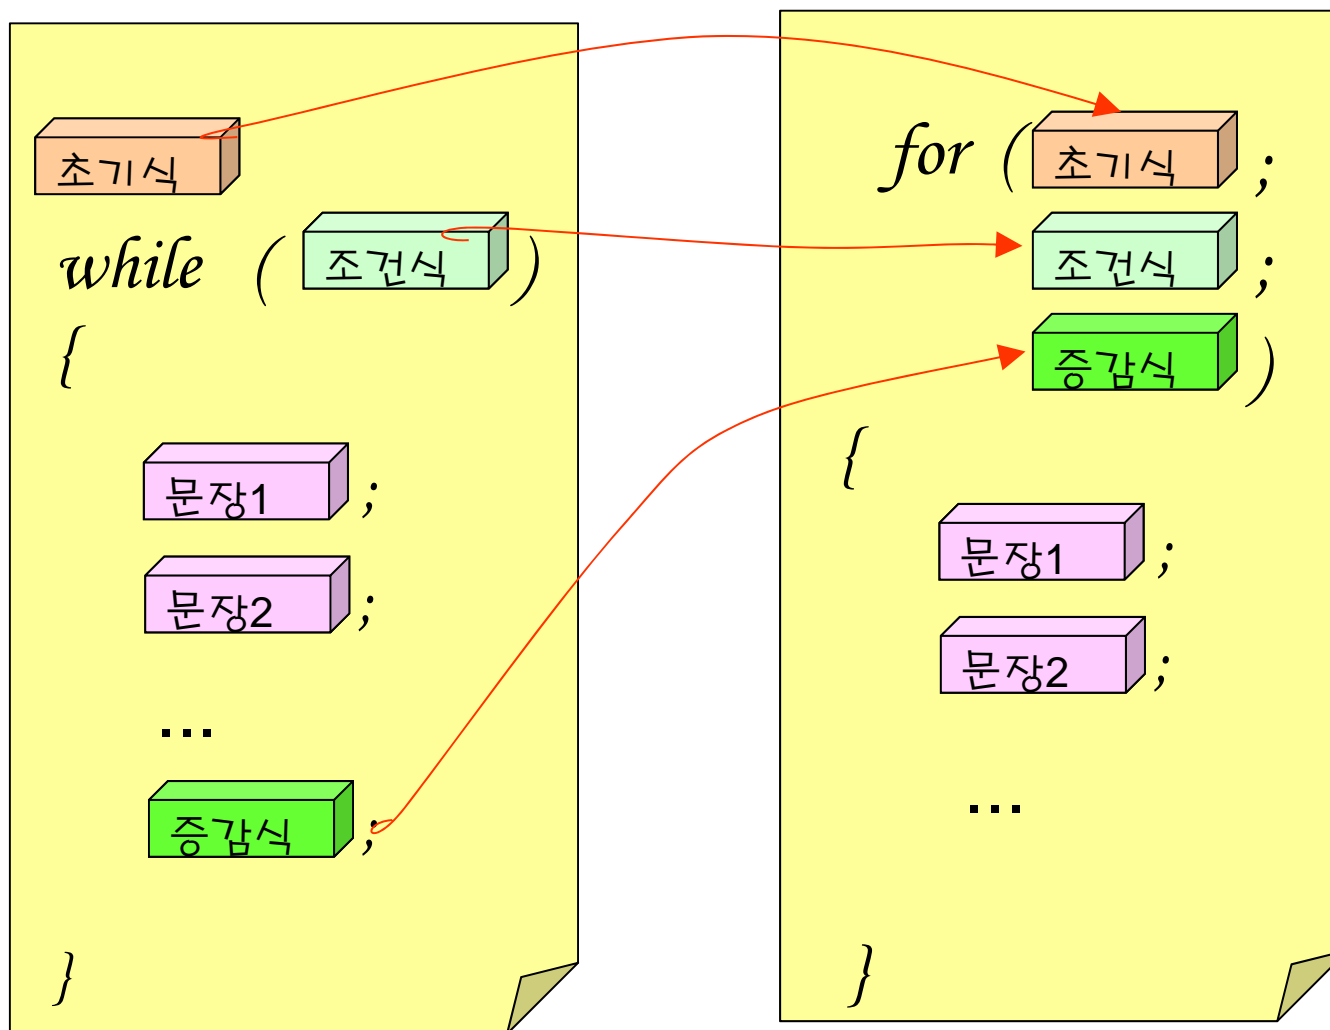 초기식
while ( 조건식 )
{
문장1 ;
문장2 ;
...
증감식 ;
}
for ( 초기식 ;
조건식 ;
증감식 )
{
문장1 ;
문장2 ;
...
}